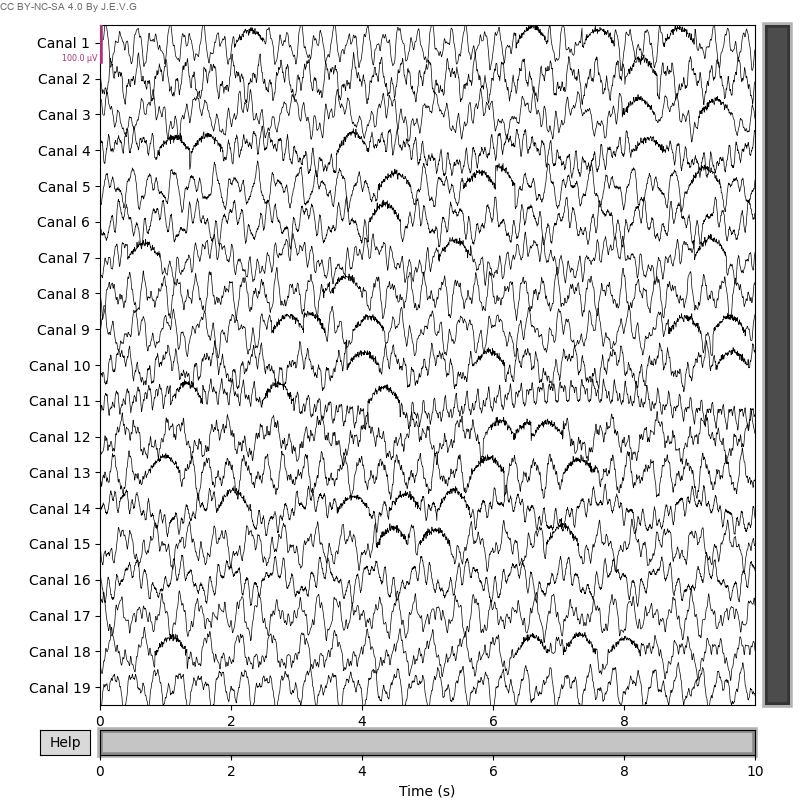 CC BY-NC-SA 4.0 By J.E.V.G
Canal 1
100.0 µV
Canal 2
Canal 3
Canal 4
Canal 5
Canal 6
Canal 7
Canal 8
Canal 9
Canal 10
Canal 11
Canal 12
Canal 13
Canal 14
Canal 15
Canal 16
Canal 17
Canal 18
Canal 19
0 2 4 6 8
Help
0 2 4 6 8 10
Time (s)